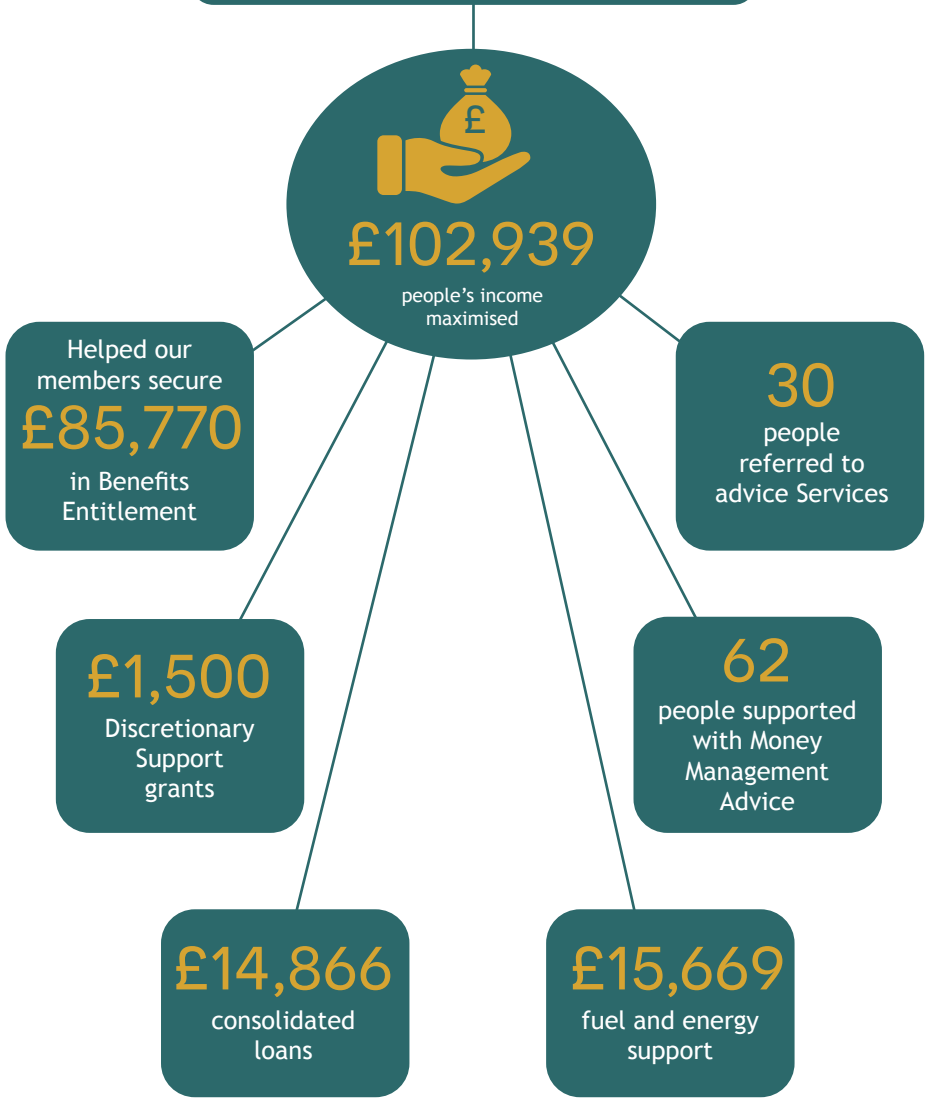 £
£102,939
people's income
maximised
Helped our
members secure
£85,770
in Benefits
Entitlement
30
people
referred to
advice Services
£1,500
Discretionary
Support
grants
62
people supported
with Money
Management
Advice
£14,866
consolidated
loans
£15,669
fuel and energy
support